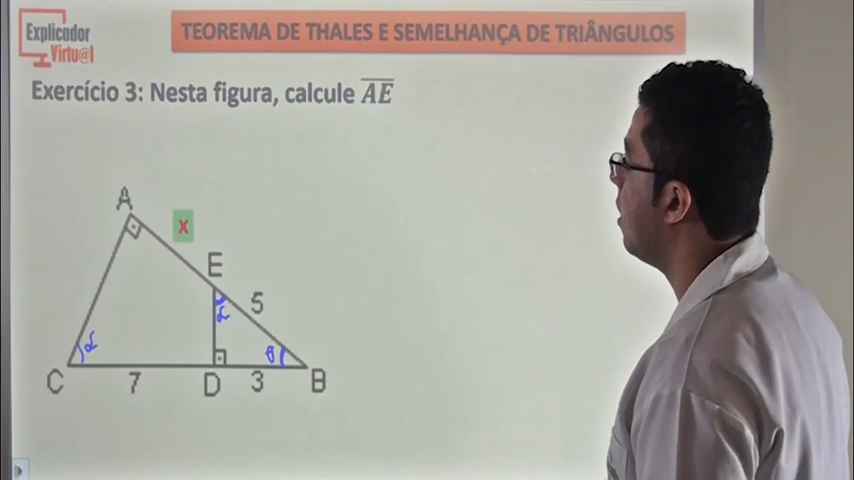 Explicador
Virtu@l
TEOREMA DE THALES E SEMELHANÇA DE TRIÂNGULOS
Exercício 3: Nesta figura, calcule AE
A
x
E
5
α
α
θ
C
7
D
3
B